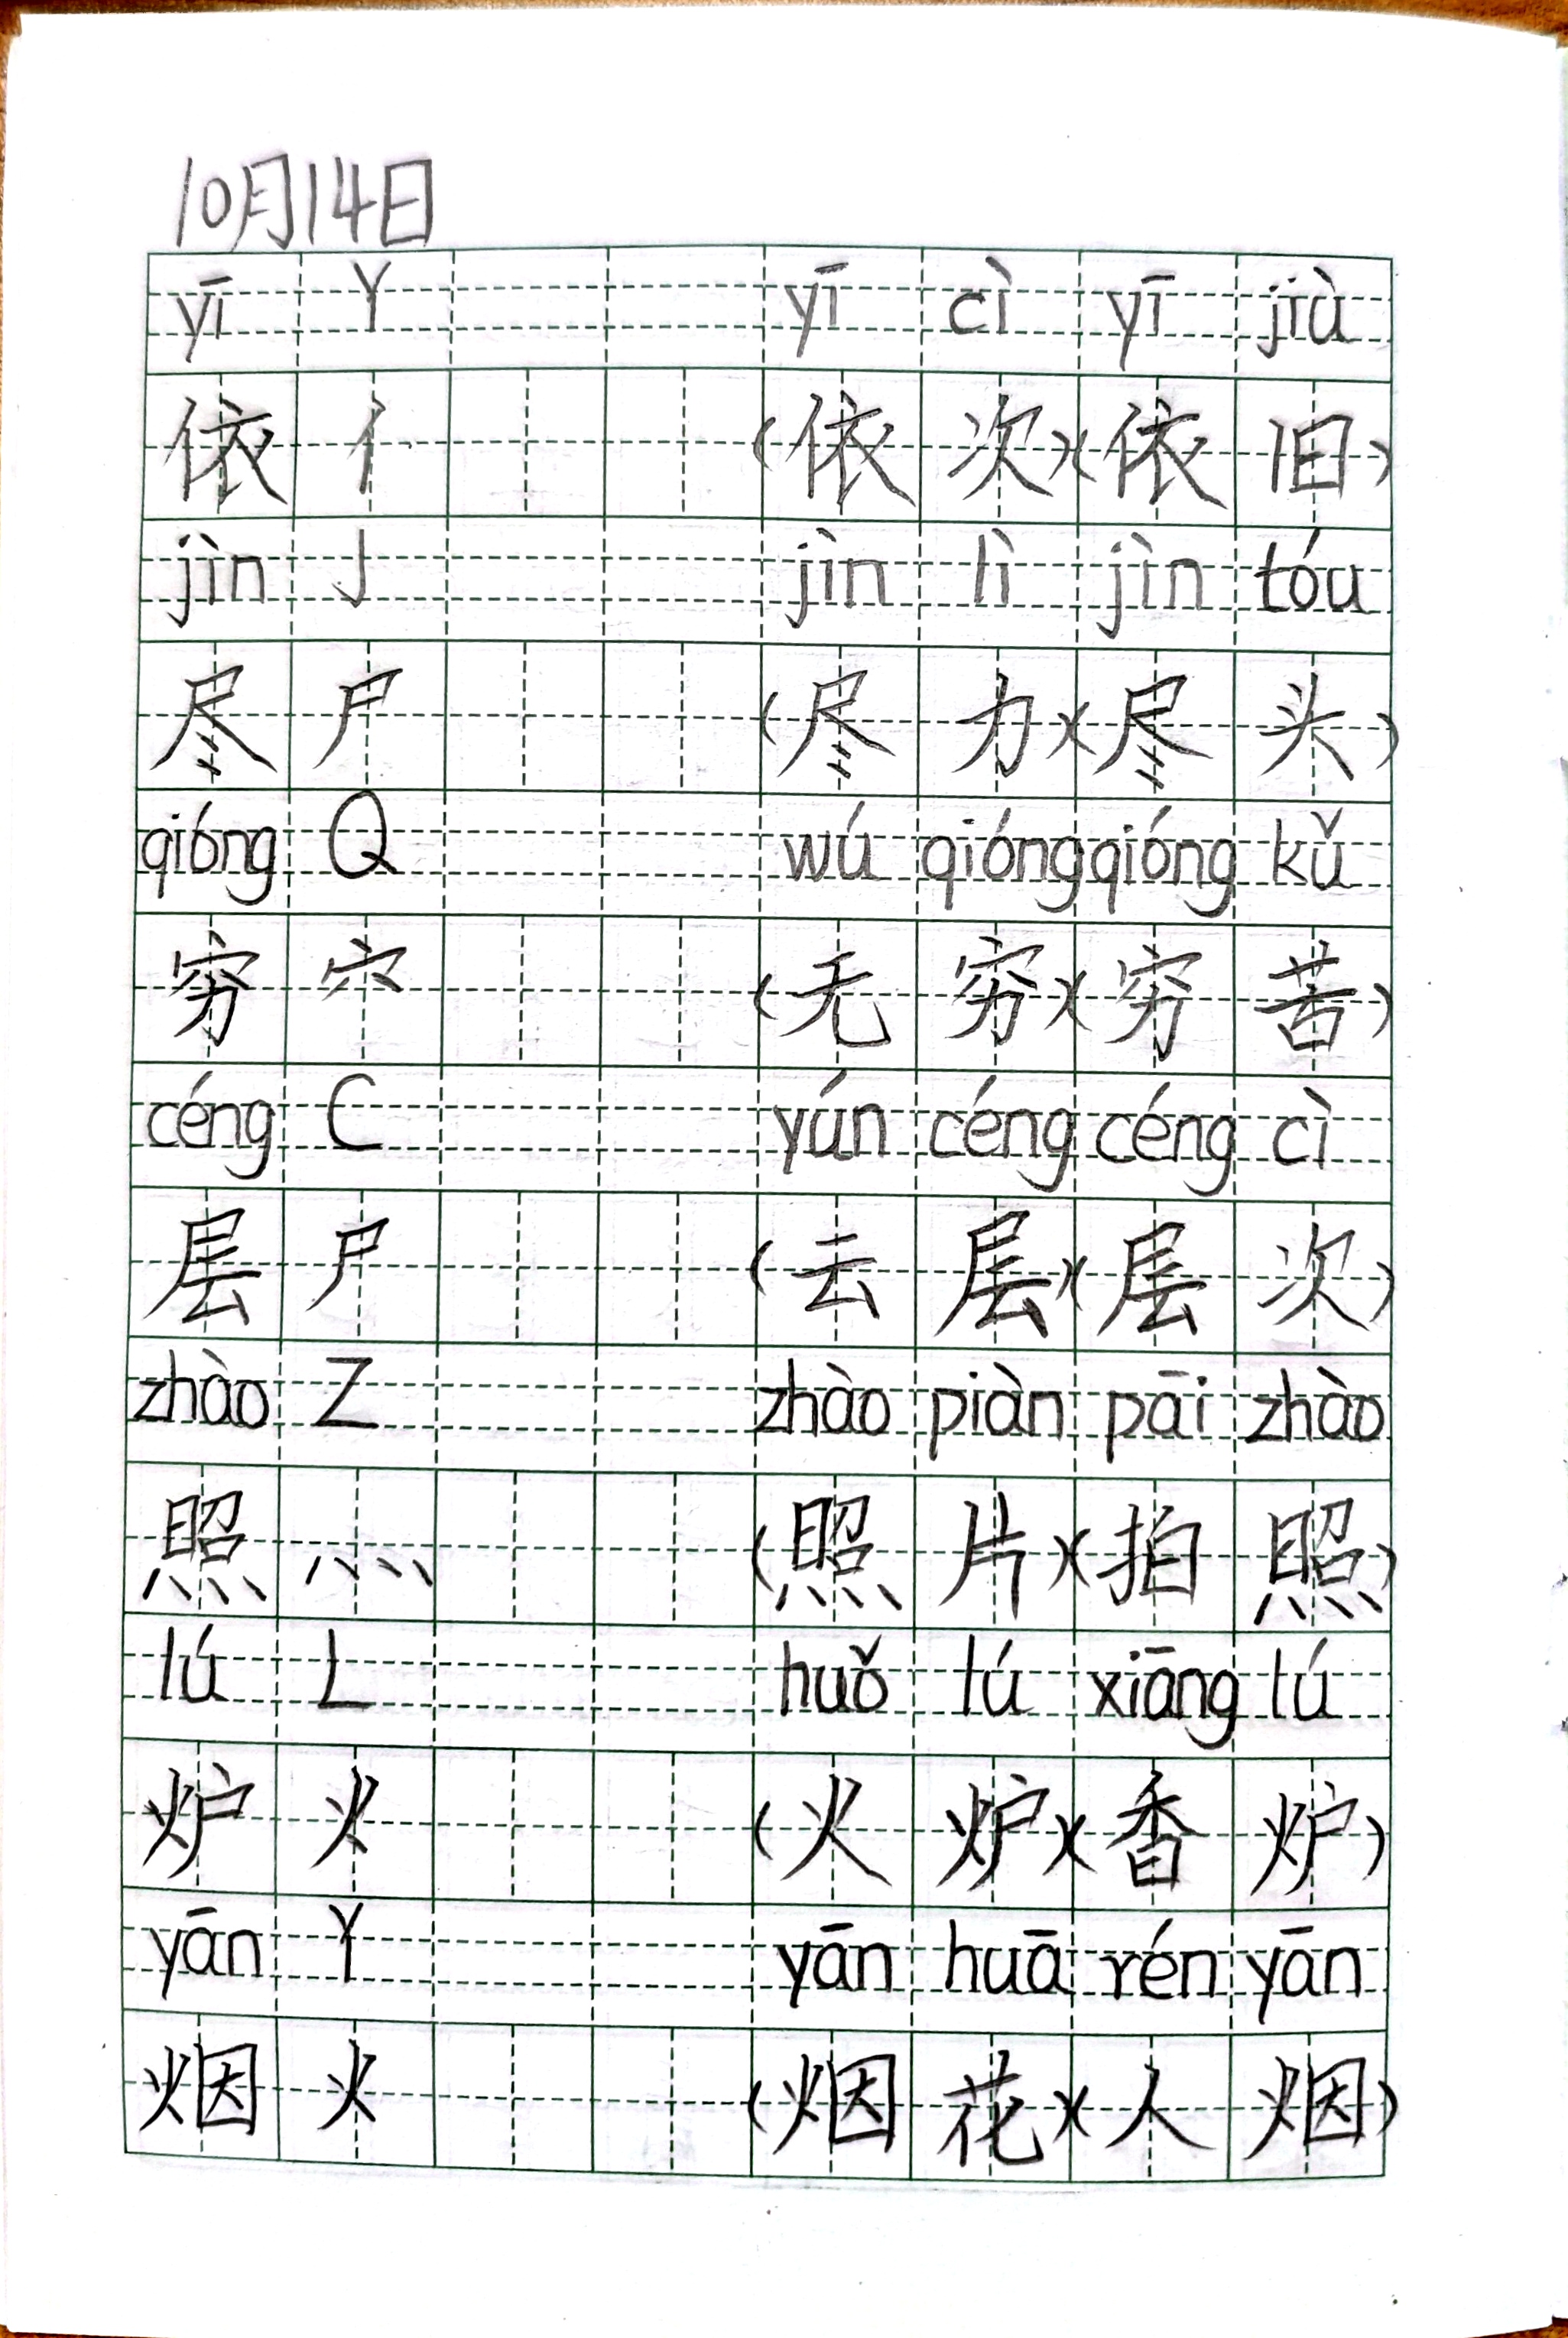 10月14日
yī Y yī cì yī jiù
依 亻 (依次)(依旧)
jìn J jìn lì jìn tóu
尽 尸 (尽力)(尽头)
qióng Q wú qióng qióng kǔ
穷 穴 (无穷)(穷苦)
céng C yún céng céng cì
层 尸 (云层)(层次)
zhào Z zhào piàn pāi zhào
照 灬 (照片)(拍照)
lú L huǒ lú xiāng lú
炉 火 (火炉)(香炉)
yān Y yān huā rén yān
烟 火 (烟花)(人烟)